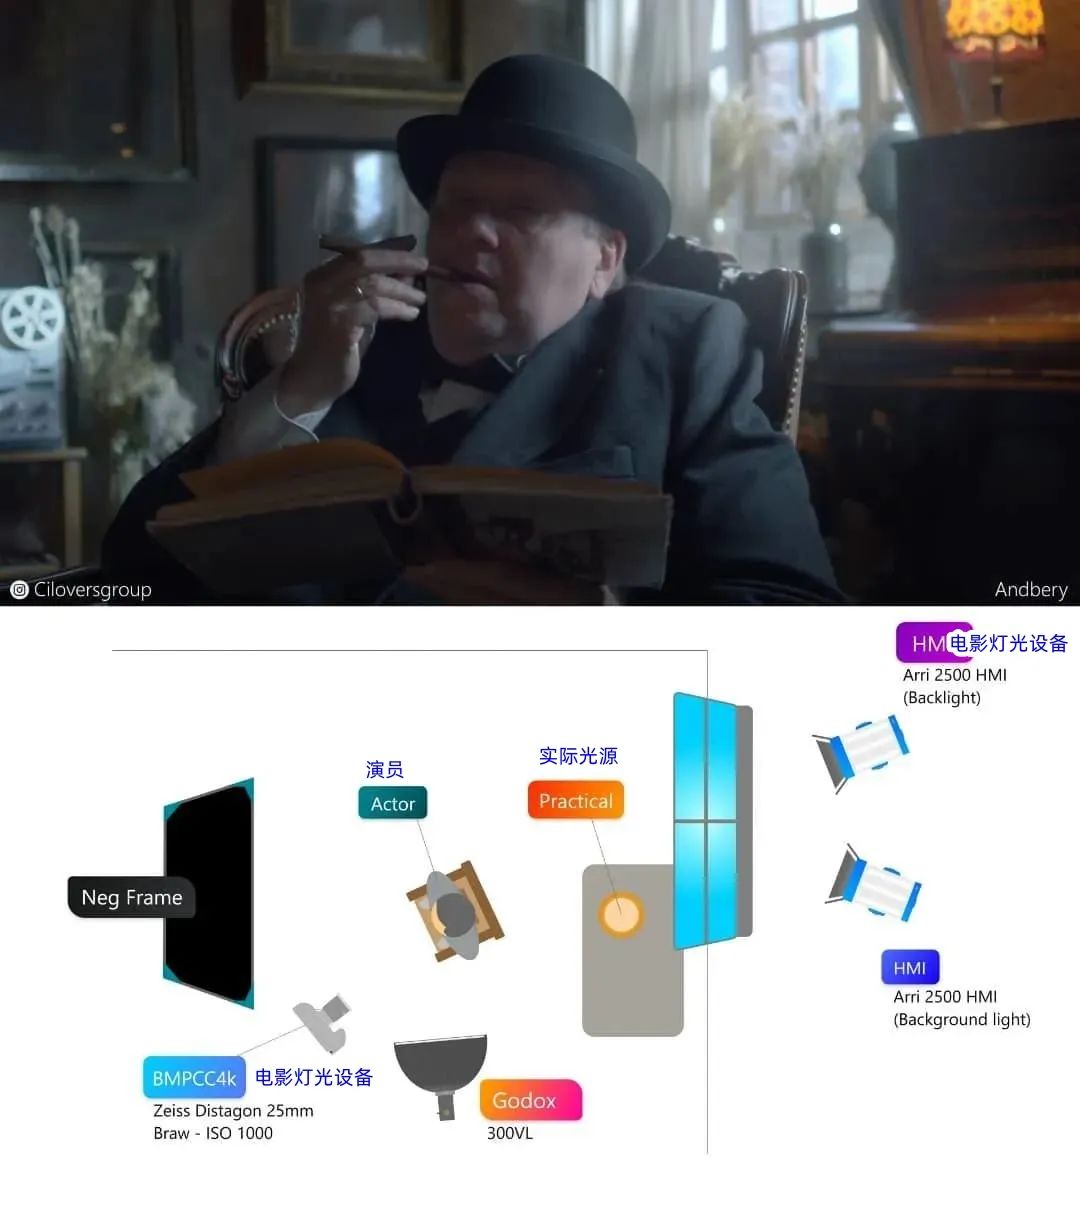 Ciloversgroup
Andbery
HM电影灯光设备
Arri 2500 HMI
(Backlight)
实际光源
演员
Practical
Actor
Neg Frame
HMI
Arri 2500 HMI
(Background light)
BMPCC4k
电影灯光设备
Zeiss Distagon 25mm
Braw - ISO 1000
Godox
300VL